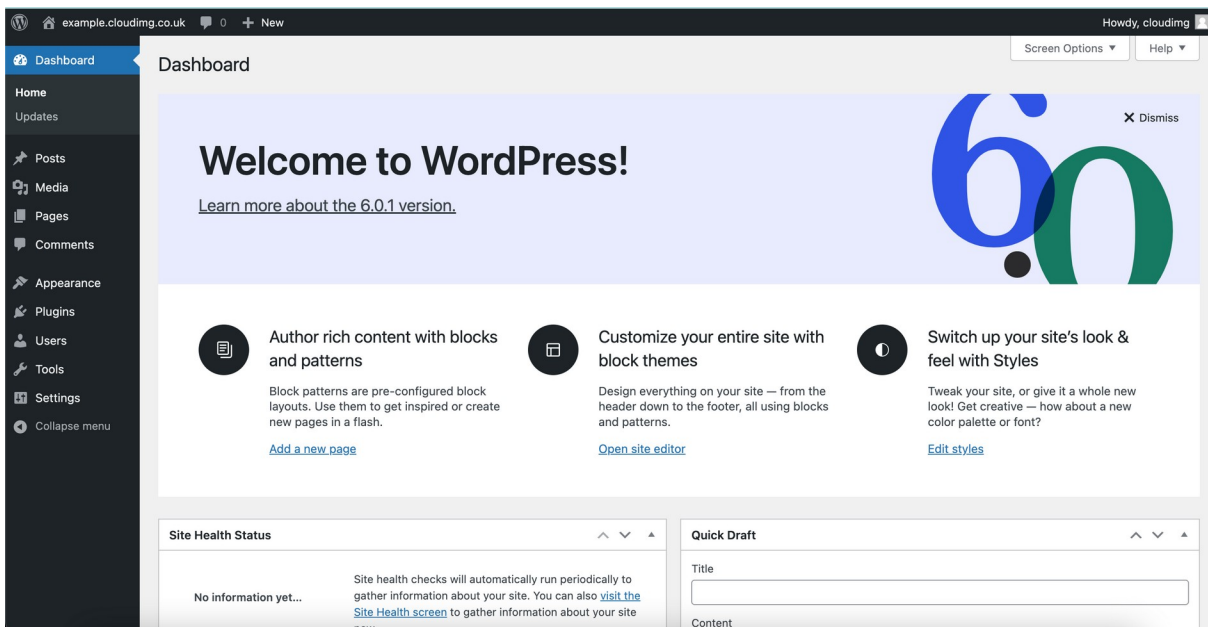 example.cloudimg.co.uk 0 + New
Howdy, cloudimg
Dashboard
Home
Updates
Posts
Media
Pages
Comments
Appearance
Plugins
Users
Tools
Settings
Collapse menu
Screen Options
Help
Dashboard
Dismiss
6.0
Welcome to WordPress!
Learn more about the 6.0.1 version.
Author rich content with blocks
and patterns
Block patterns are pre-configured block
layouts. Use them to get inspired or create
new pages in a flash.
Add a new page
Customize your entire site with
block themes
Design everything on your site — from the
header down to the footer, all using blocks
and patterns.
Open site editor
Switch up your site’s look &
feel with Styles
Tweak your site, or give it a whole new
look! Get creative — how about a new
color palette or font?
Edit styles
Site Health Status
No information yet...
Site health checks will automatically run periodically to
gather information about your site. You can also visit the
Site Health screen to gather information about your site
Quick Draft
Title
Content